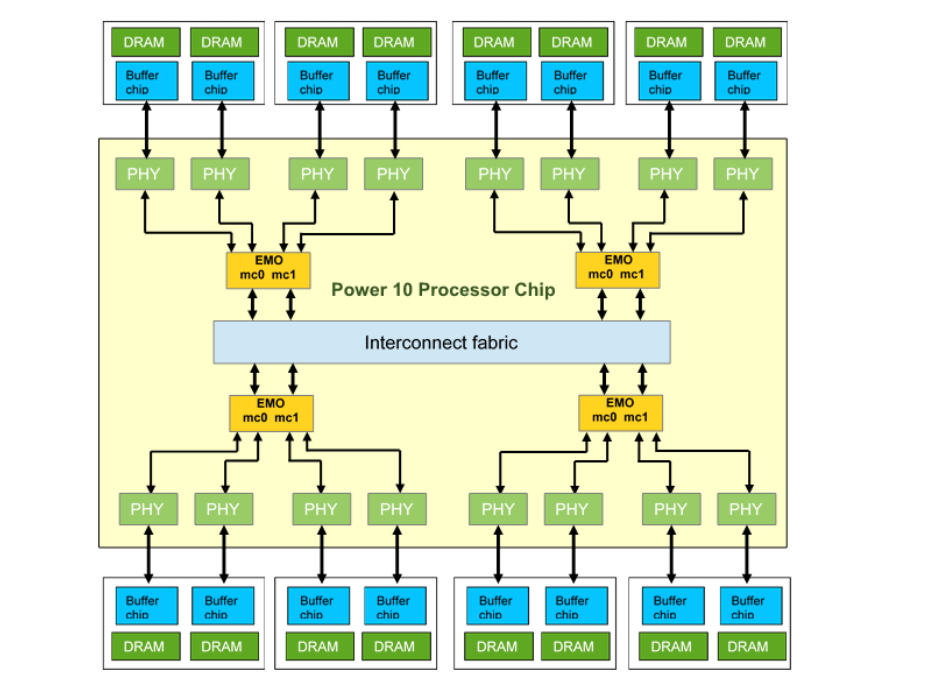 DRAM DRAM DRAM DRAM DRAM DRAM DRAM DRAM
Buffer Buffer Buffer Buffer Buffer Buffer Buffer Buffer
chip chip chip chip chip chip chip chip
PHY PHY PHY PHY PHY PHY PHY PHY
EMO EMO
mc0 mc1 mc0 mc1
Power 10 Processor Chip
Interconnect fabric
EMO EMO
mc0 mc1 mc0 mc1
PHY PHY PHY PHY PHY PHY PHY PHY
Buffer Buffer Buffer Buffer Buffer Buffer Buffer Buffer
chip chip chip chip chip chip chip chip
DRAM DRAM DRAM DRAM DRAM DRAM DRAM DRAM